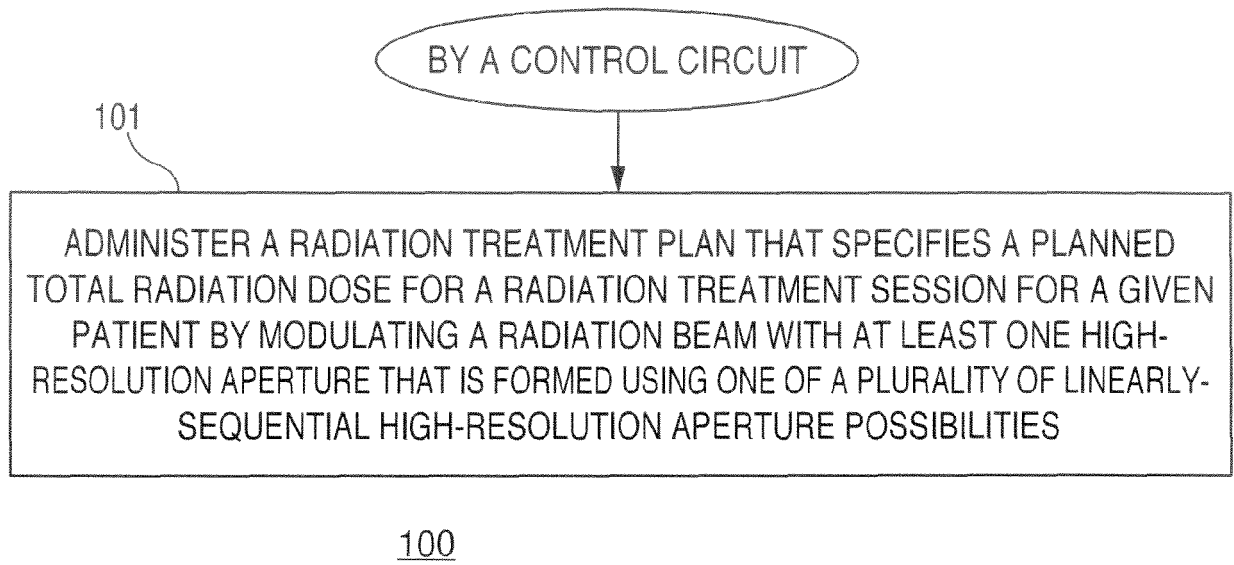 BY A CONTROL CIRCUIT
101
ADMINISTER A RADIATION TREATMENT PLAN THAT SPECIFIES A PLANNED
TOTAL RADIATION DOSE FOR A RADIATION TREATMENT SESSION FOR A GIVEN
PATIENT BY MODULATING A RADIATION BEAM WITH AT LEAST ONE HIGH-
RESOLUTION APERTURE THAT IS FORMED USING ONE OF A PLURALITY OF LINEARLY-
SEQUENTIAL HIGH-RESOLUTION APERTURE POSSIBILITIES
100